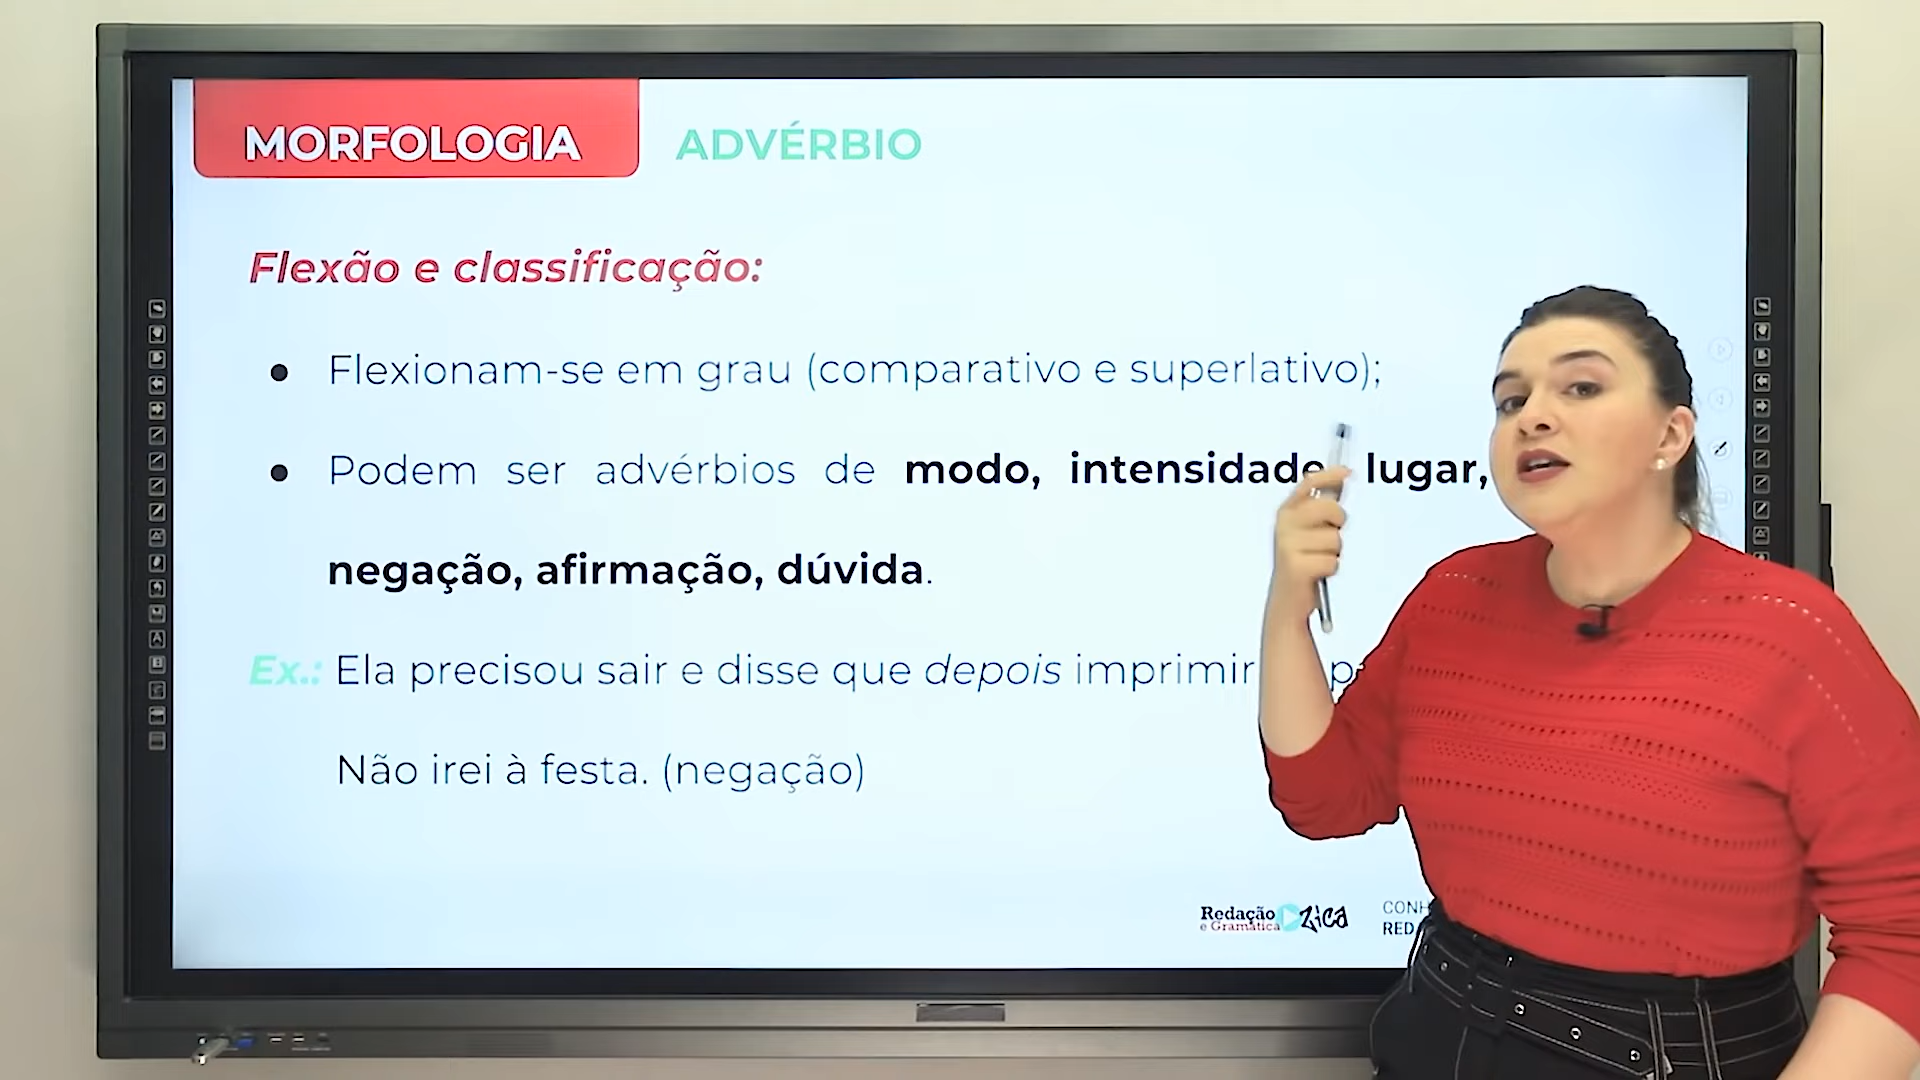 MORFOLOGIA ADVÉRBIO
Flexão e classificação:
● Flexionam-se em grau (comparativo e superlativo);
● Podem ser advérbios de modo, intensidade, lugar,
negação, afirmação, dúvida.
Ex.: Ela precisou sair e disse que depois imprimir
Não irei à festa. (negação)
Redação
e Gramática Zica